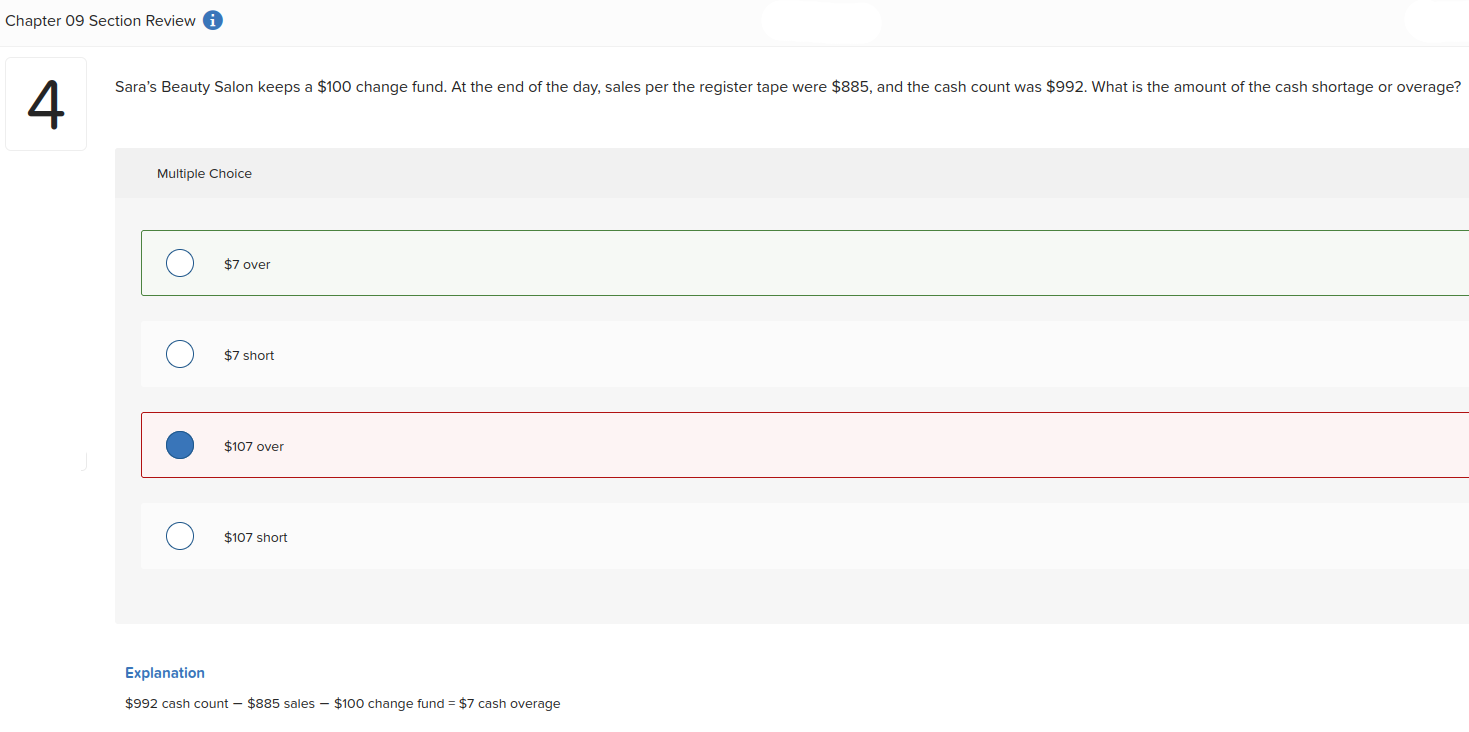 Chapter 09 Section Review i
4
Sara’s Beauty Salon keeps a $100 change fund. At the end of the day, sales per the register tape were $885, and the cash count was $992. What is the amount of the cash shortage or overage?
Multiple Choice
$7 over
$7 short
$107 over
$107 short
Explanation
$992 cash count − $885 sales − $100 change fund = $7 cash overage